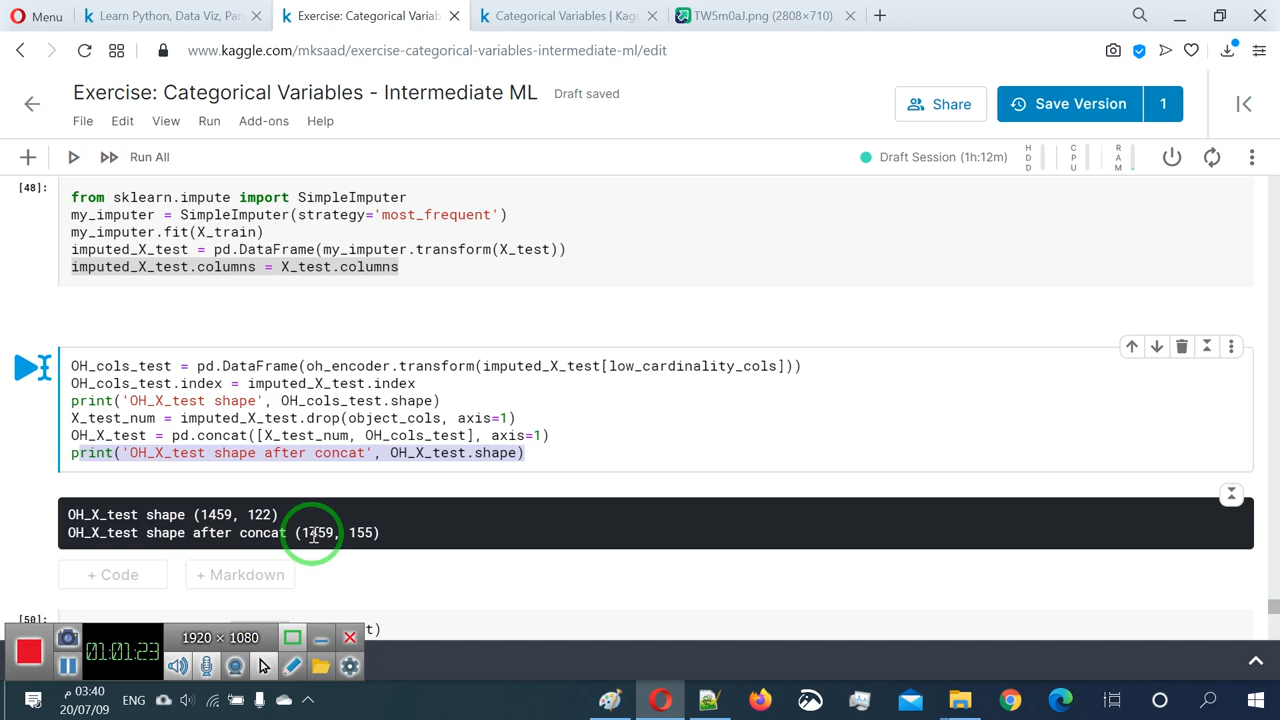 Menu
Learn Python, Data Viz, Pan
Exercise: Categorical Variab
Categorical Variables | Kagg
TW5m0aJ.png (2808×710)
www.kaggle.com/mksaad/exercise-categorical-variables-intermediate-ml/edit
Exercise: Categorical Variables - Intermediate ML
Draft saved
Share
Save Version
1
File Edit View Run Add-ons Help
Run All
Draft Session (1h:12m)
HDD
CPU
RAM
[48]:
from sklearn.impute import SimpleImputer
my_imputer = SimpleImputer(strategy='most_frequent')
my_imputer.fit(X_train)
imputed_X_test = pd.DataFrame(my_imputer.transform(X_test))
imputed_X_test.columns = X_test.columns
OH_cols_test = pd.DataFrame(oh_encoder.transform(imputed_X_test[low_cardinality_cols]))
OH_cols_test.index = imputed_X_test.index
print('OH_X_test shape', OH_cols_test.shape)
X_test_num = imputed_X_test.drop(object_cols, axis=1)
OH_X_test = pd.concat([X_test_num, OH_cols_test], axis=1)
print('OH_X_test shape after concat', OH_X_test.shape)
OH_X_test shape (1459, 122)
OH_X_test shape after concat (1459, 155)
+ Code
+ Markdown
[50]:
t)
01:01:23
1920 × 1080
ENG
03:40 م
20/07/09